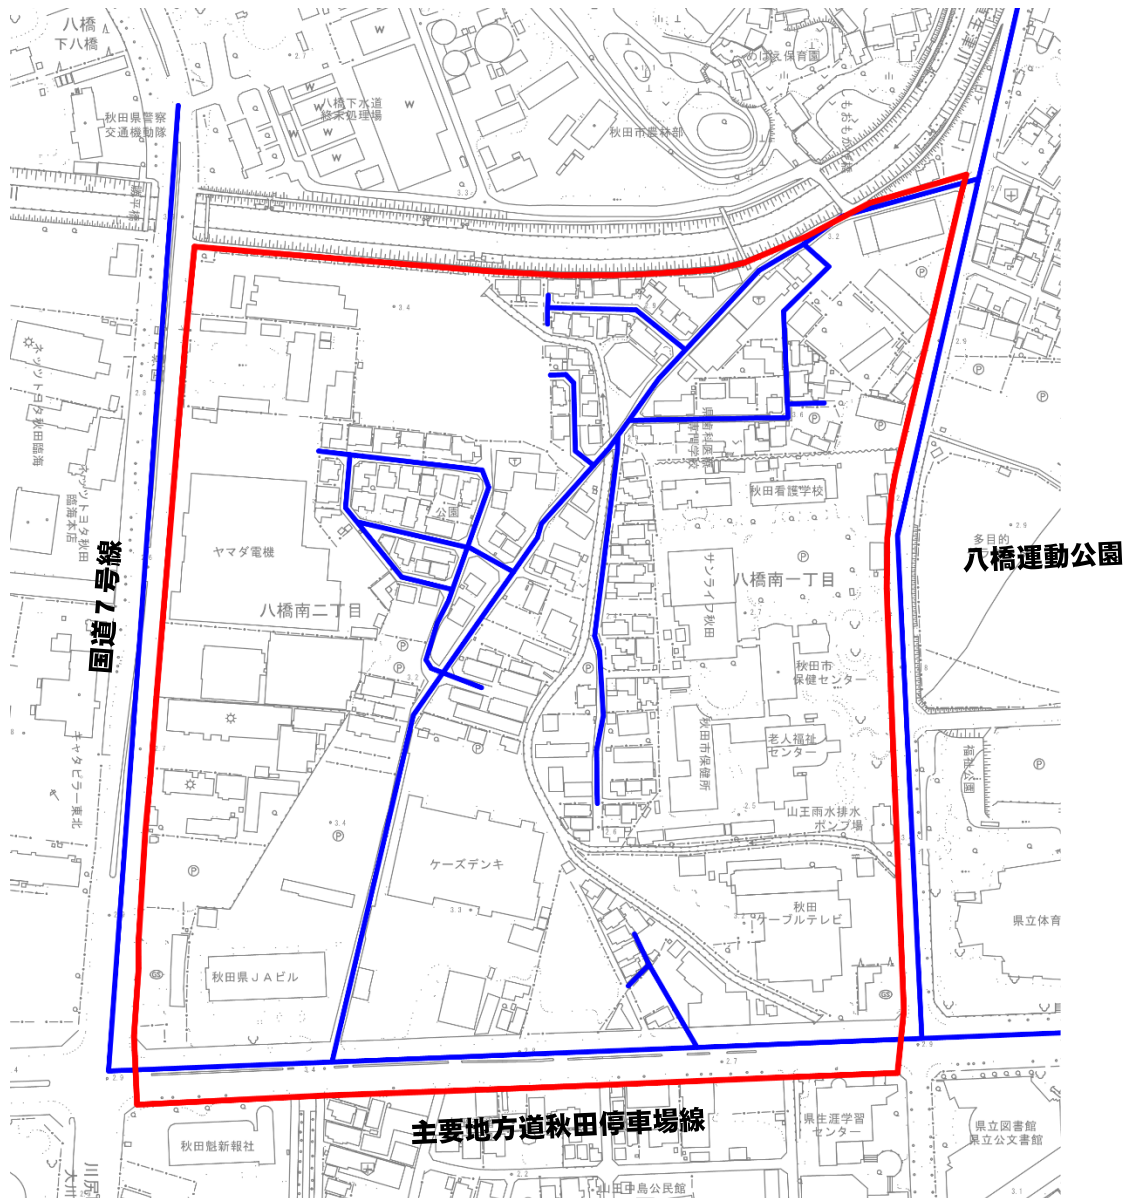 八橋
下八橋
秋田県警察
交通機動隊
八橋下水道
終末処理場
めばえ保育園
秋田市農林部
ネッツトヨタ秋田臨海
ネッツトヨタ秋田
臨海本店
秋田看護学校
公園
ヤマダ電機
サンライフ秋田
多目的
八橋運動公園
八橋南一丁目
八橋南二丁目
国道7号線
秋田市
保健センター
秋田市保健所
老人福祉
センター
福祉公園
キャタピラー東北
山王雨水排水
ポンプ場
ケーズデンキ
秋田
ケーブルテレビ
県立体育
秋田県JAビル
主要地方道秋田停車場線
県生涯学習
センター
県立図書館
県立公文書館
秋田魁新報社
川尻
山王中島公民館